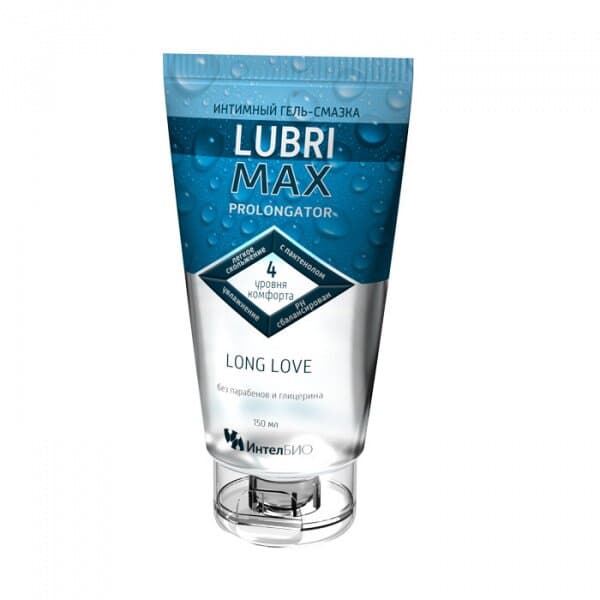 ИНТИМНЫЙ ГЕЛЬ-СМАЗКА
LUBRI
MAX
PROLONGATOR
легкое
скольжение
с пантенолом
4
уровня
комфорта
увлажнение
PH
сбалансирован
LONG LOVE
без парабенов и глицерина
150 мл
ИнтелБИО